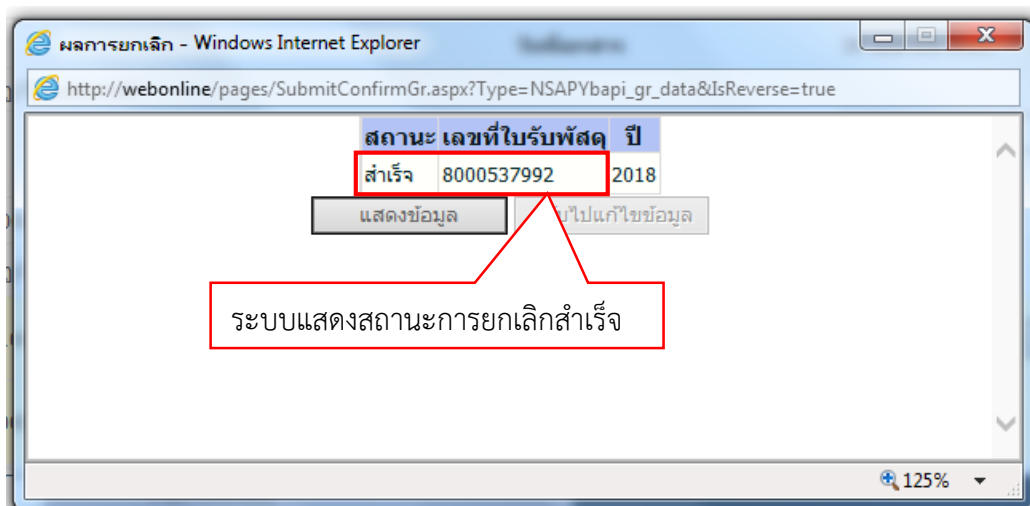 ผลการยกเลิก - Windows Internet Explorer
http://webonline/pages/SubmitConfirmGr.aspx?Type=NSAPYbapi_gr_data&IsReverse=true
สถานะ เลขที่ใบรับพัสดุ ปี
สำเร็จ 8000537992 2018
แสดงข้อมูล แก้ไขข้อมูล
ระบบแสดงสถานะการยกเลิกสำเร็จ
125%